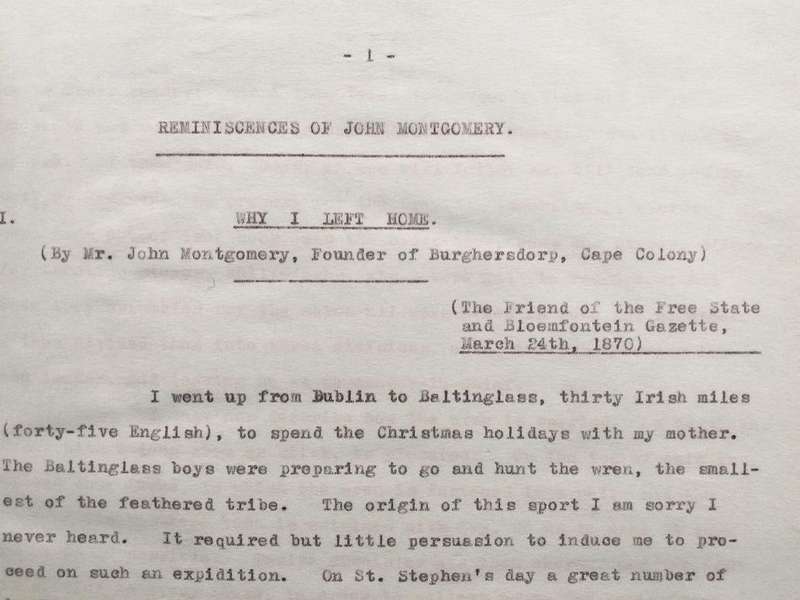 - 1 -
REMINISCENCES OF JOHN MONTGOMERY.
I. WHY I LEFT HOME.
(By Mr. John Montgomery, Founder of Burghersdorp, Cape Colony)
(The Friend of the Free State
and Bloemfontein Gazette,
March 24th, 1870)
I went up from Dublin to Baltinglass, thirty Irish miles
(forty-five English), to spend the Christmas holidays with my mother.
The Baltinglass boys were preparing to go and hunt the wren, the small-
est of the feathered tribe. The origin of this sport I am sorry I
never heard. It required but little persuasion to induce me to pro-
ceed on such an expidition. On St. Stephen's day a great number of